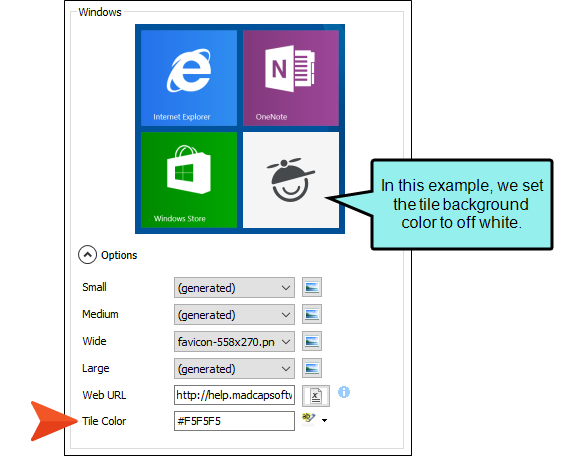 Windows
Internet Explorer
OneNote
Windows Store
In this example, we set
the tile background
color to off white.
Options
Small (generated)
Medium (generated)
Wide favicon-558x270.pn
Large (generated)
Web URL http://help.madcapsoftw
Tile Color #F5F5F5